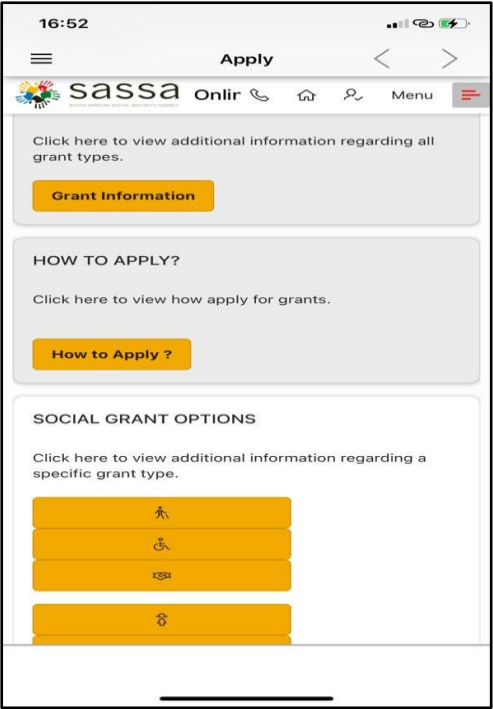 16:52
Apply
sassa Onlir Menu
SOUTH AFRICAN SOCIAL SECURITY AGENCY
Click here to view additional information regarding all
grant types.
Grant Information
HOW TO APPLY?
Click here to view how apply for grants.
How to Apply ?
SOCIAL GRANT OPTIONS
Click here to view additional information regarding a
specific grant type.